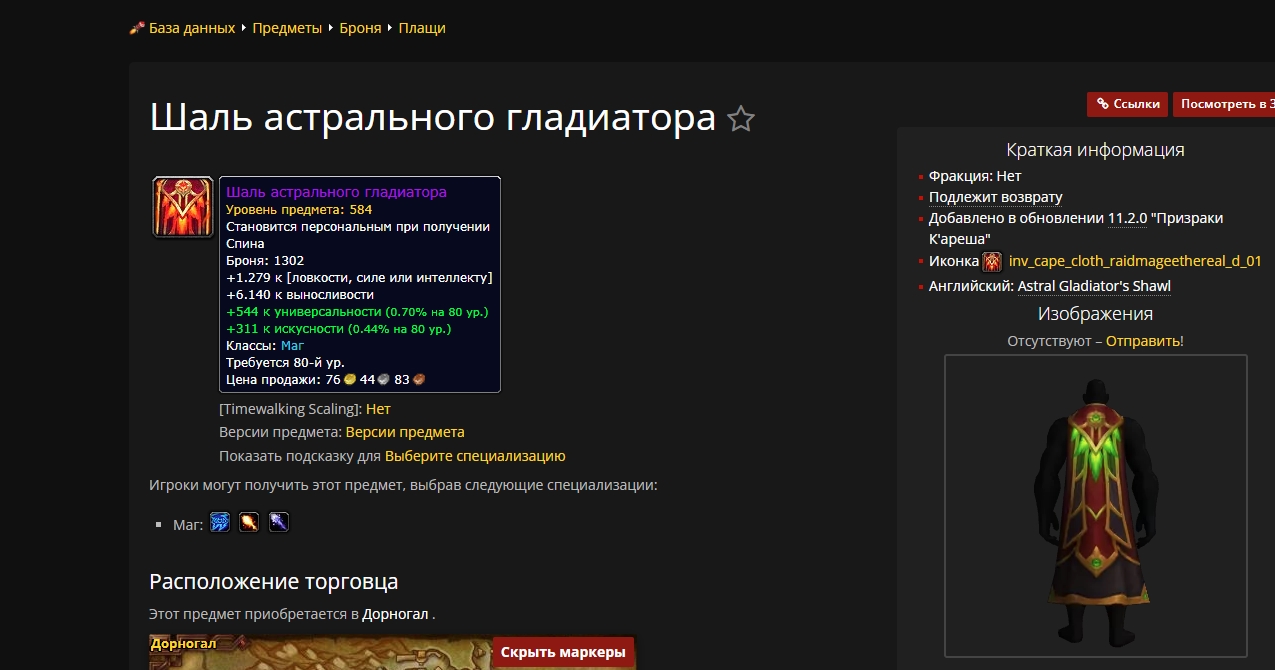 База данных Предметы Броня Плащи
Шаль астрального гладиатора
Шаль астрального гладиатора
Уровень предмета: 584
Становится персональным при получении
Спина
Броня: 1302
+1.279 к [ловкости, силе или интеллекту]
+6.140 к выносливости
+544 к универсальности (0.70% на 80 ур.)
+311 к искусности (0.44% на 80 ур.)
Классы: Маг
Требуется 80-й ур.
Цена продажи: 76 44 83
[Timewalking Scaling]: Нет
Версии предмета: Версии предмета
Показать подсказку для Выберите специализацию
Игроки могут получить этот предмет, выбрав следующие специализации:
Маг:
Расположение торговца
Этот предмет приобретается в Дорногал .
Дорногал
Скрыть маркеры
Ссылки
Посмотреть в 3
Краткая информация
Фракция: Нет
Подлежит возврату
Добавлено в обновлении 11.2.0 "Призраки
К'ареша"
Иконка inv_cape_cloth_raidmageethereal_d_01
Английский: Astral Gladiator's Shawl
Изображения
Отсутствуют – Отправить!